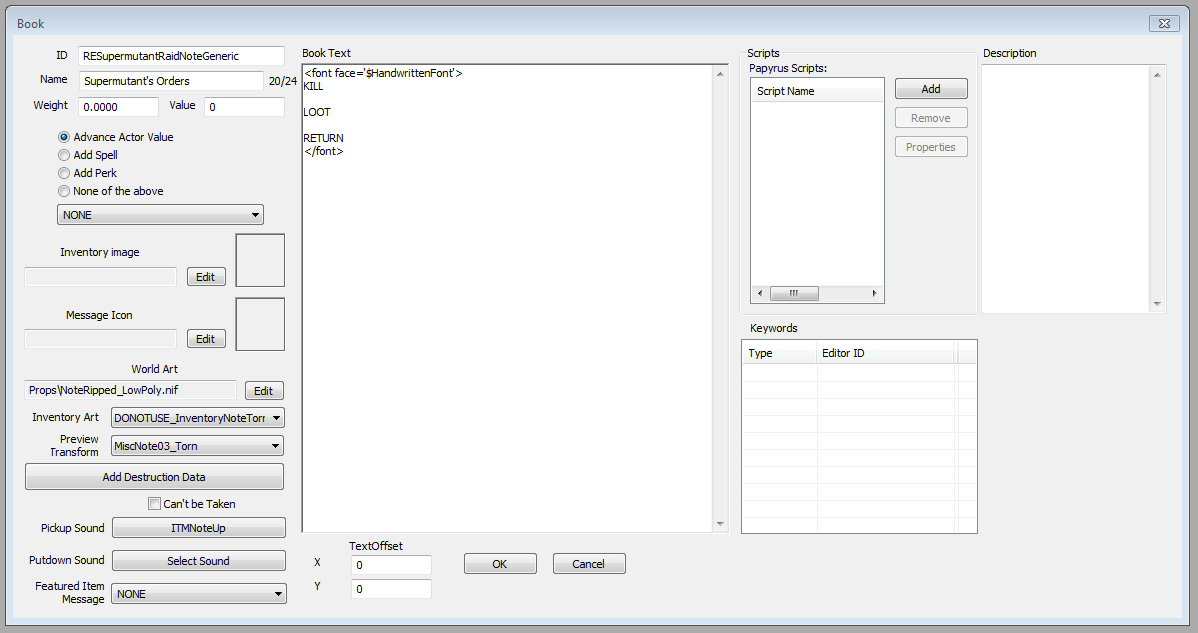 Book
ID RESupermutantRaidNoteGeneric
Name Supermutant's Orders 20/24
Weight 0.0000 Value 0
Advance Actor Value
Add Spell
Add Perk
None of the above
NONE
Inventory image
Edit
Message Icon
Edit
World Art
Props\NoteRipped_LowPoly.nif Edit
Inventory Art DONOTUSE_InventoryNoteTorn
Preview
Transform MiscNote03_Torn
Add Destruction Data
Can't be Taken
Pickup Sound ITMNoteUp
Putdown Sound Select Sound
Featured Item
Message NONE
Book Text
<font face='$HandwrittenFont'>
KILL
LOOT
RETURN
</font>
TextOffset
X 0
Y 0
OK Cancel
Scripts
Papyrus Scripts:
Script Name
Add
Remove
Properties
Keywords
Type Editor ID
Description